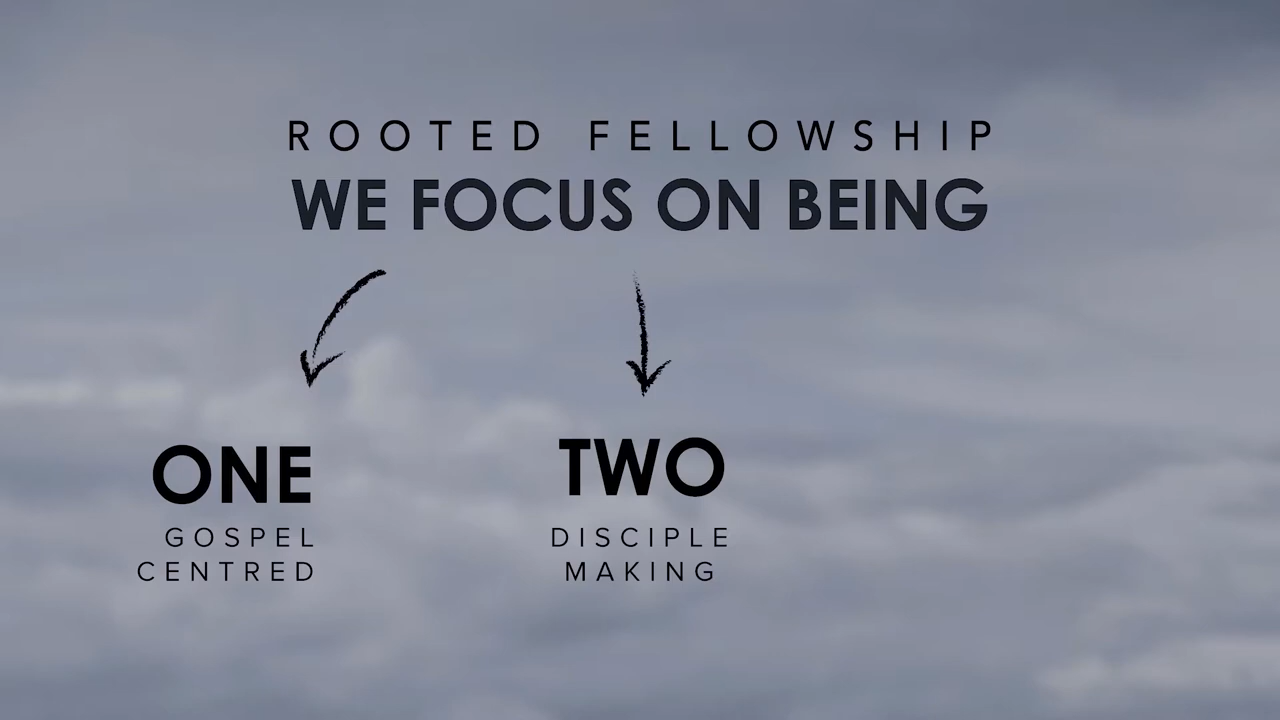 ROOTED FELLOWSHIP
WE FOCUS ON BEING
ONE
GOSPEL
CENTRED
TWO
DISCIPLE
MAKING